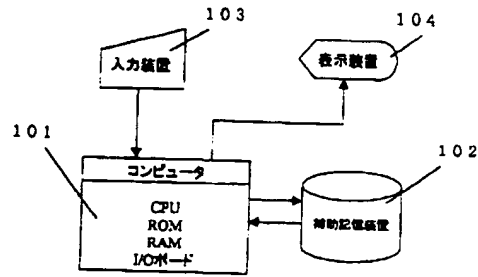 103
入力装置
104
表示装置
101
コンピュータ
CPU
ROM
RAM
I/Oボード
102
補助記憶装置